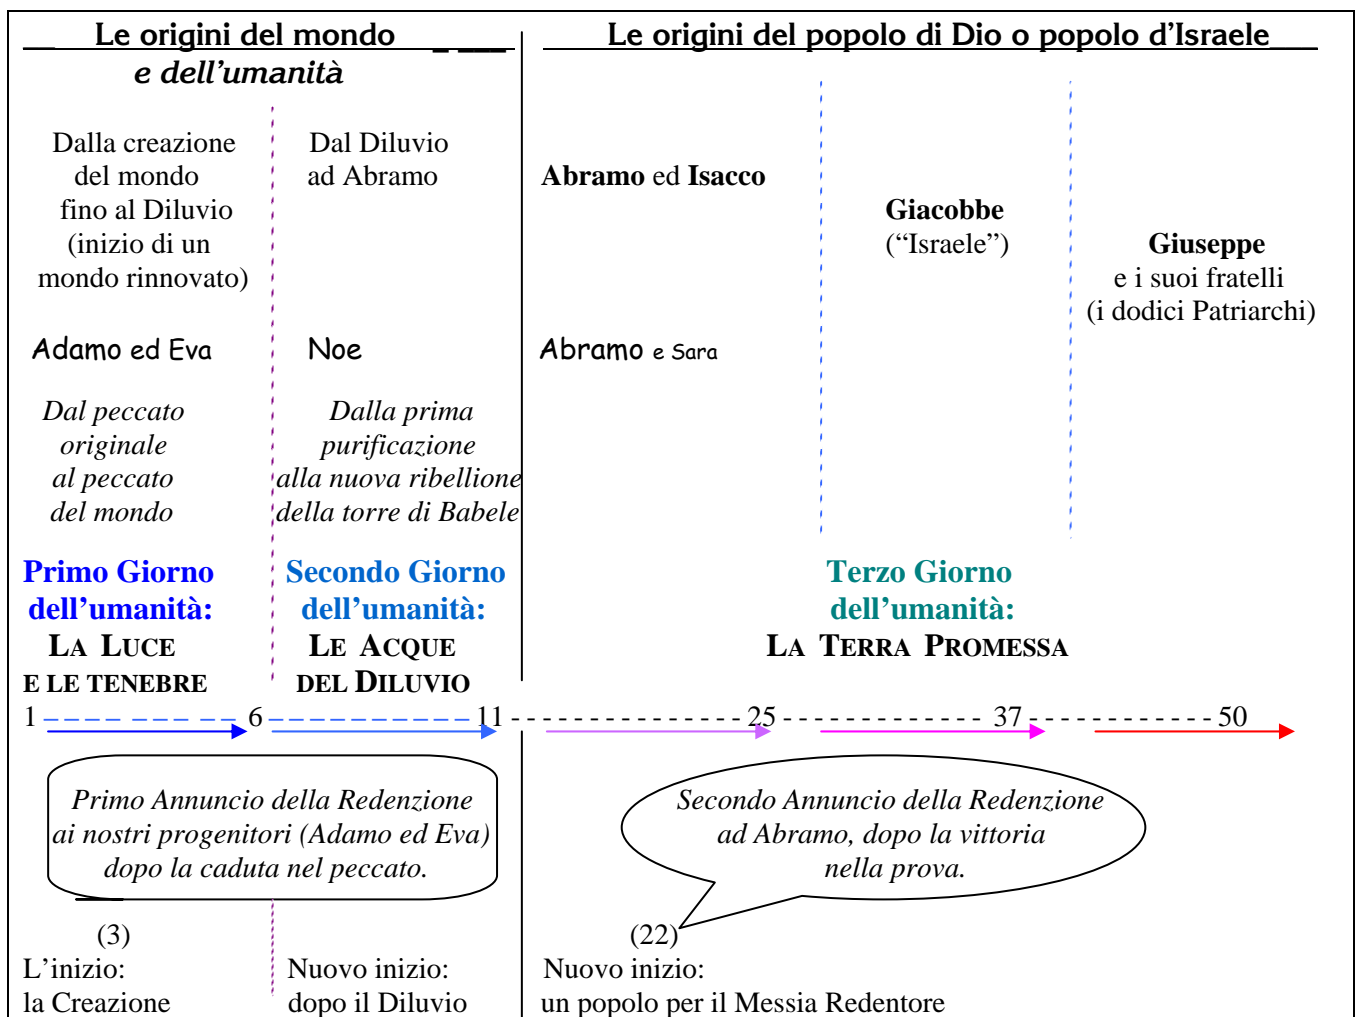 Le origini del mondo
e dell'umanità
Dalla creazione
del mondo
fino al Diluvio
(inizio di un
mondo rinnovato)
Dal Diluvio
ad Abramo
Adamo ed Eva
Noe
Dal peccato
originale
al peccato
del mondo
Dalla prima
purificazione
alla nuova ribellione
della torre di Babele
Primo Giorno
dell'umanità:
LA LUCE
E LE TENEBRE
Secondo Giorno
dell'umanità:
LE ACQUE
DEL DILUVIO
Le origini del popolo di Dio o popolo d'Israele
Abramo ed Isacco
Giacobbe
("Israele")
Giuseppe
e i suoi fratelli
(i dodici Patriarchi)
Abramo e Sara
Terzo Giorno
dell'umanità:
LA TERRA PROMESSA
1 6 11 25 37 50
Primo Annuncio della Redenzione
ai nostri progenitori (Adamo ed Eva)
dopo la caduta nel peccato.
Secondo Annuncio della Redenzione
ad Abramo, dopo la vittoria
nella prova.
(3)
L'inizio:
la Creazione
Nuovo inizio:
dopo il Diluvio
(22)
Nuovo inizio:
un popolo per il Messia Redentore